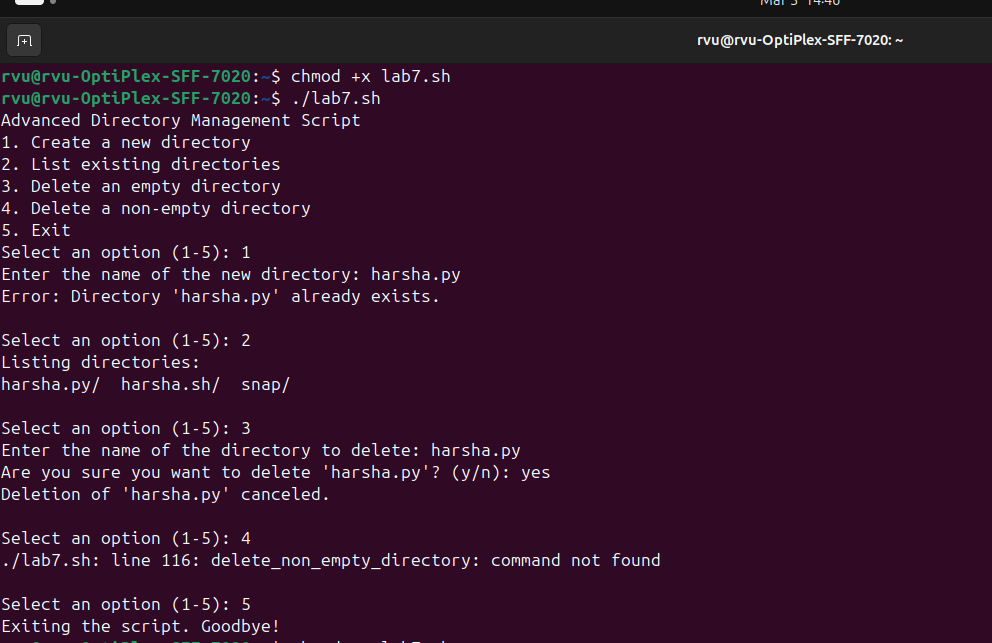 rvu@rvu-OptiPlex-SFF-7020: ~
rvu@rvu-OptiPlex-SFF-7020:~$ chmod +x lab7.sh
rvu@rvu-OptiPlex-SFF-7020:~$ ./lab7.sh
Advanced Directory Management Script
1. Create a new directory
2. List existing directories
3. Delete an empty directory
4. Delete a non-empty directory
5. Exit
Select an option (1-5): 1
Enter the name of the new directory: harsha.py
Error: Directory 'harsha.py' already exists.
Select an option (1-5): 2
Listing directories:
harsha.py/  harsha.sh/  snap/
Select an option (1-5): 3
Enter the name of the directory to delete: harsha.py
Are you sure you want to delete 'harsha.py'? (y/n): yes
Deletion of 'harsha.py' canceled.
Select an option (1-5): 4
./lab7.sh: line 116: delete_non_empty_directory: command not found
Select an option (1-5): 5
Exiting the script. Goodbye!